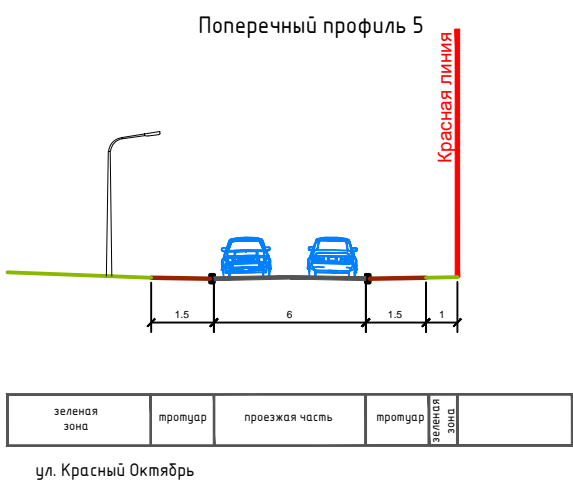 Поперечный профиль 5
Красная линия
1.5
6
1.5
1
зеленая
зона
тротуар
проезжая часть
тротуар
зеленая
зона
ул. Красный Октябрь